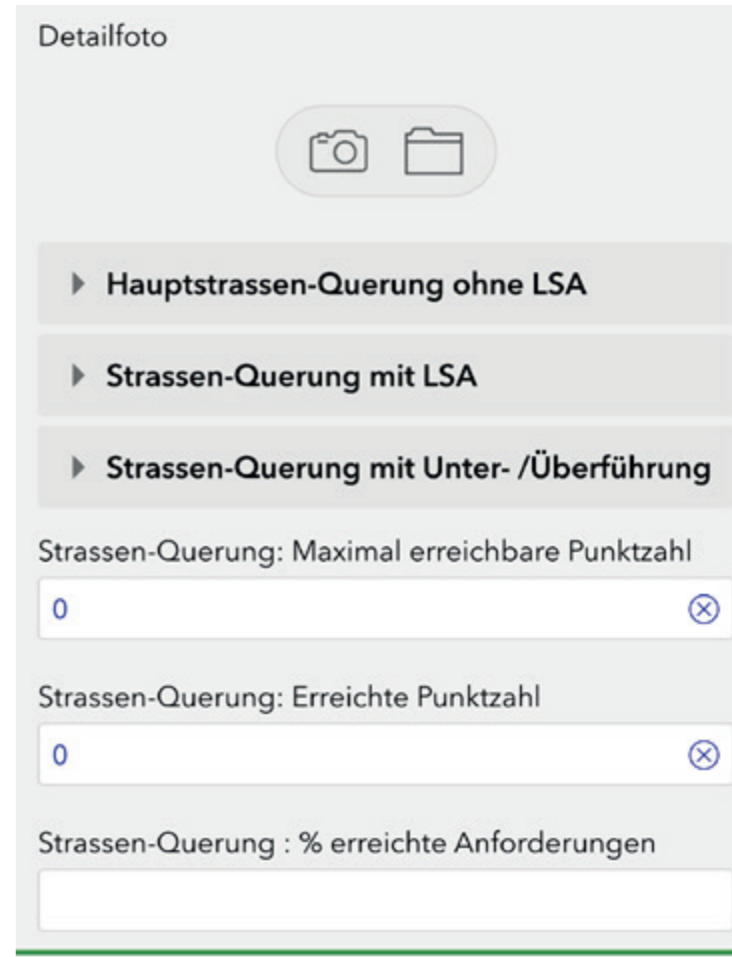 Detailfoto
Hauptstrassen-Querung ohne LSA
Strassen-Querung mit LSA
Strassen-Querung mit Unter- /Überführung
Strassen-Querung: Maximal erreichbare Punktzahl
0
Strassen-Querung: Erreichte Punktzahl
0
Strassen-Querung : % erreichte Anforderungen